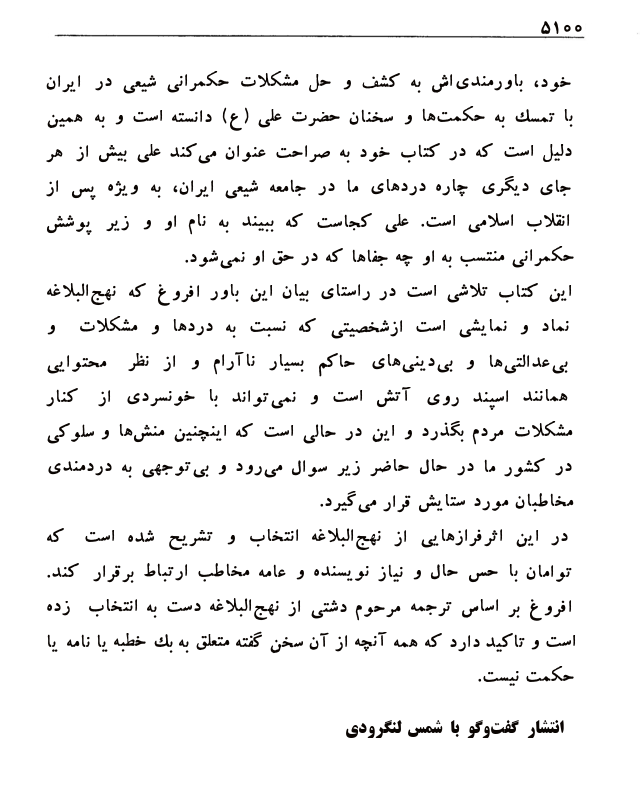 ۵۱۰۰
خود، باورمندی‌اش به کشف و حل مشکلات حکمرانی شیعی در ایران
با تمسك به حکمت‌ها و سخنان حضرت علی (ع) دانسته است و به همین
دلیل است که در کتاب خود به صراحت عنوان می‌کند علی بیش از هر
جای دیگری چاره دردهای ما در جامعه شیعی ایران، به ویژه پس از
انقلاب اسلامی است. علی کجاست که ببیند به نام او و زیر پوشش
حکمرانی منتسب به او چه جفاها که در حق او نمی‌شود.
این کتاب تلاشی است در راستای بیان این باور افروغ که نهج‌البلاغه
نماد و نمایشی است ازشخصیتی که نسبت به دردها و مشکلات و
بی‌عدالتی‌ها و بی‌دینی‌های حاکم بسیار ناآرام و از نظر محتوایی
همانند اسپند روی آتش است و نمی‌تواند با خونسردی از کنار
مشکلات مردم بگذرد و این در حالی است که اینچنین منش‌ها و سلوکی
در کشور ما در حال حاضر زیر سوال می‌رود و بی‌توجهی به دردمندی
مخاطبان مورد ستایش قرار می‌گیرد.
در این اثرفرازهایی از نهج‌البلاغه انتخاب و تشریح شده است که
توامان با حس حال و نیاز نویسنده و عامه مخاطب ارتباط برقرار کند.
افروغ بر اساس ترجمه مرحوم دشتی از نهج‌البلاغه دست به انتخاب زده
است و تاکید دارد که همه آنچه از آن سخن گفته متعلق به یك خطبه یا نامه یا
حکمت نیست.
انتشار گفت‌وگو با شمس لنگرودی